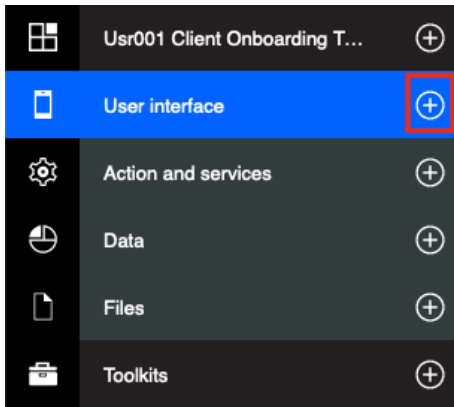 Usr001 Client Onboarding T...
User interface
Action and services
Data
Files
Toolkits